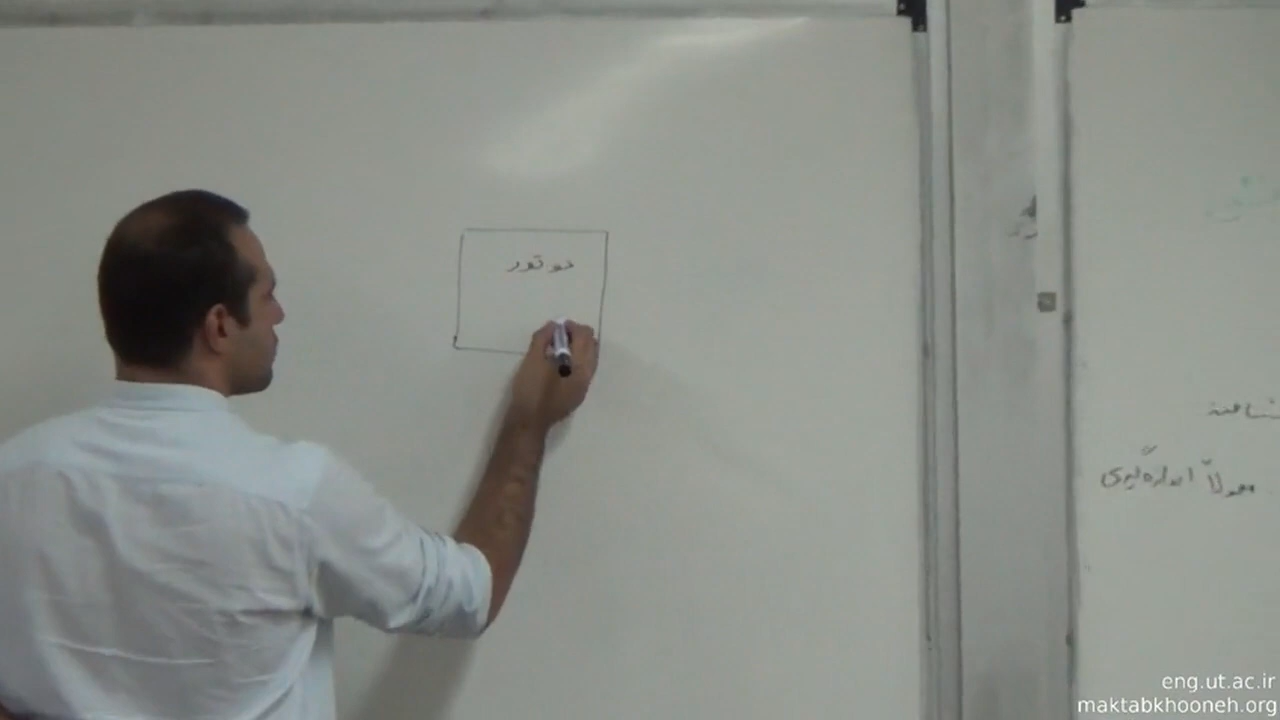 موتور
معمولاً اندازه‌گیری
eng.ut.ac.ir
maktabkhooneh.org